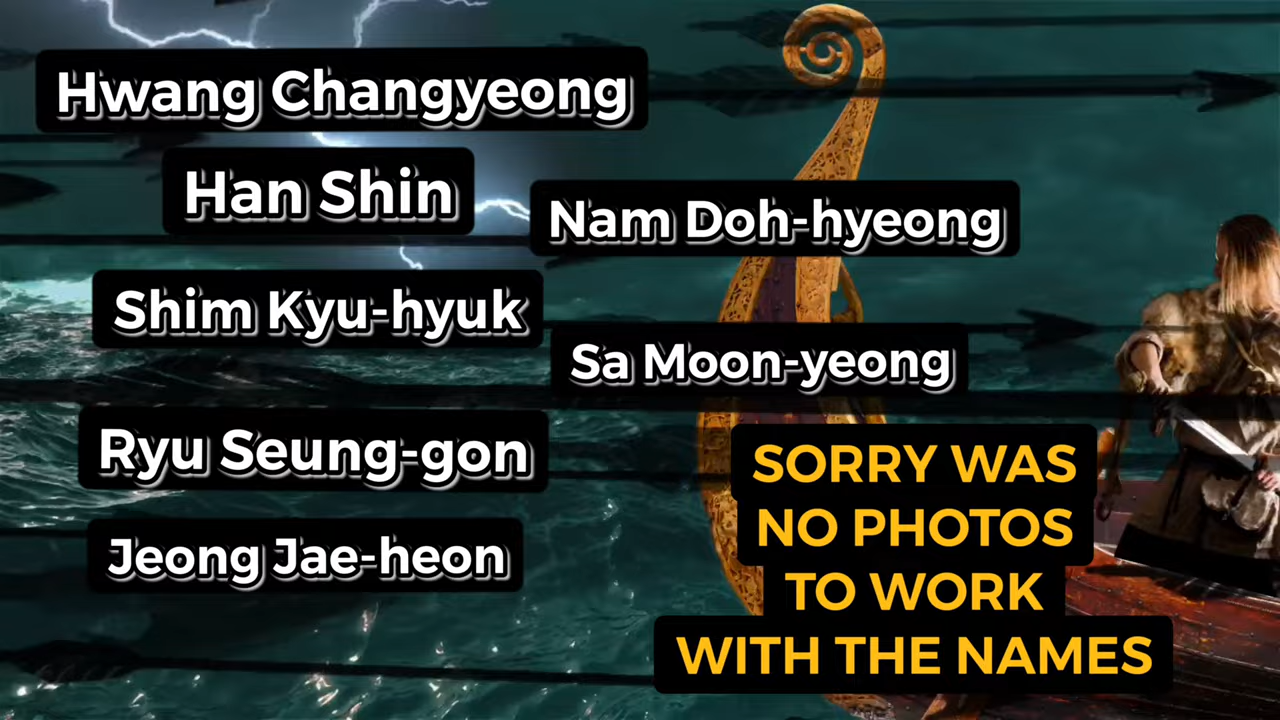 Hwang Changyeong
Han Shin
Nam Doh-hyeong
Shim Kyu-hyuk
Sa Moon-yeong
Ryu Seung-gon
Jeong Jae-heon
SORRY WAS
NO PHOTOS
TO WORK
WITH THE NAMES